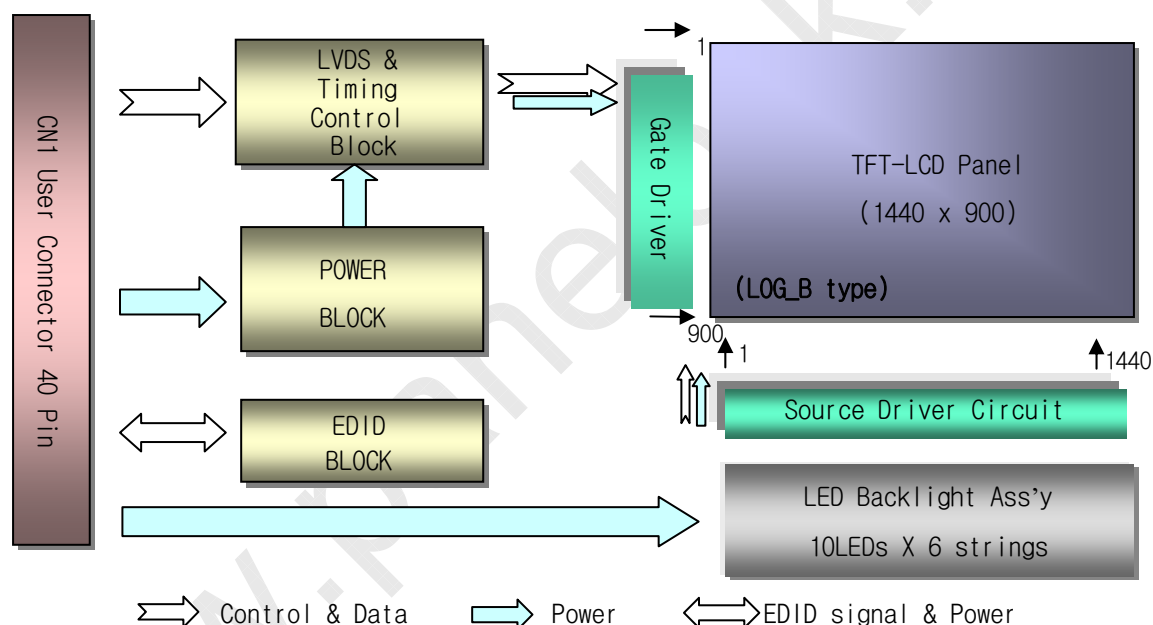 CN1 User Connector 40 Pin
LVDS &
Timing
Control
Block
POWER
BLOCK
EDID
BLOCK
Gate Driver
1
900
TFT-LCD Panel
(1440 x 900)
(LOG_B type)
1
1440
Source Driver Circuit
LED Backlight Ass’y
10LEDs X 6 strings
Control & Data
Power
EDID signal & Power